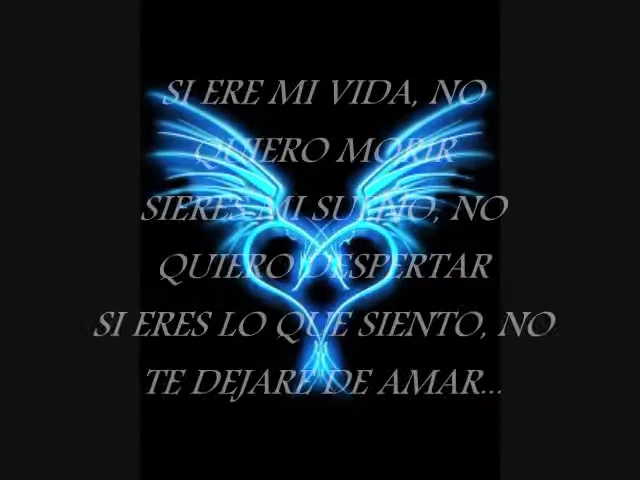 SI ERE MI VIDA, NO
QUIERO MORIR
SIERES MI SUEÑO, NO
QUIERO DESPERTAR
SI ERES LO QUE SIENTO, NO
TE DEJARE DE AMAR...